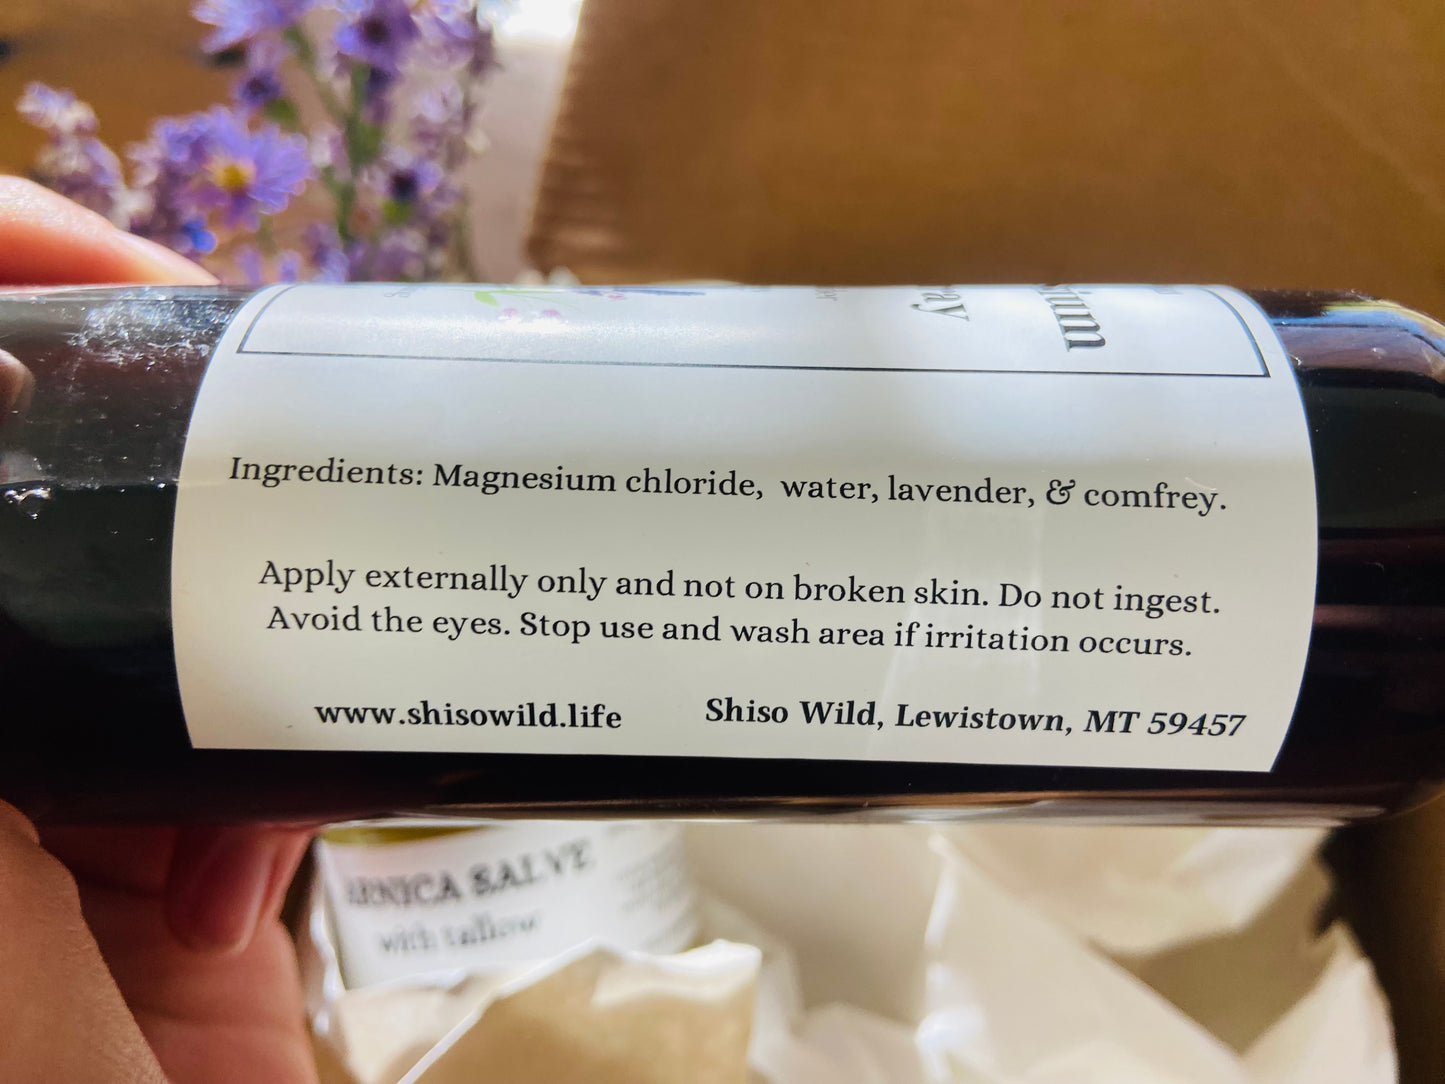 Ingredients: Magnesium chloride, water, lavender, & comfrey.
Apply externally only and not on broken skin. Do not ingest.
Avoid the eyes. Stop use and wash area if irritation occurs.
www.shisowild.life
Shiso Wild, Lewistown, MT 59457
ARNICA SALVE
with tallow